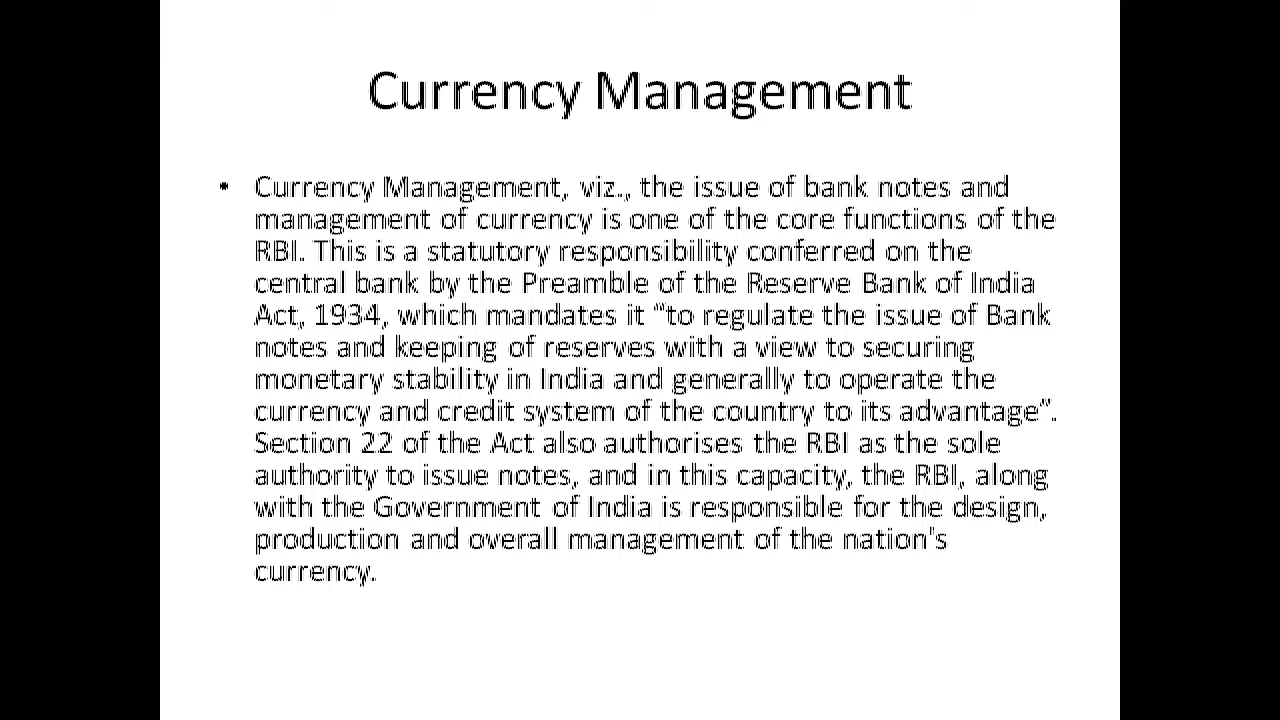 Currency Management
• Currency Management, viz., the issue of bank notes and
management of currency is one of the core functions of the
RBI. This is a statutory responsibility conferred on the
central bank by the Preamble of the Reserve Bank of India
Act, 1934, which mandates it "‘to regulate the issue of Bank
notes and keeping of reserves with a view to securing
monetary stability in India and generally to operate the
currency and credit system of the country to its advantage".
Section 22 of the Act also authorises the RBI as the sole
authority to issue notes, and in this capacity, the RBI, along
with the Government of India is responsible for the design,
production and overall management of the nation's
currency.